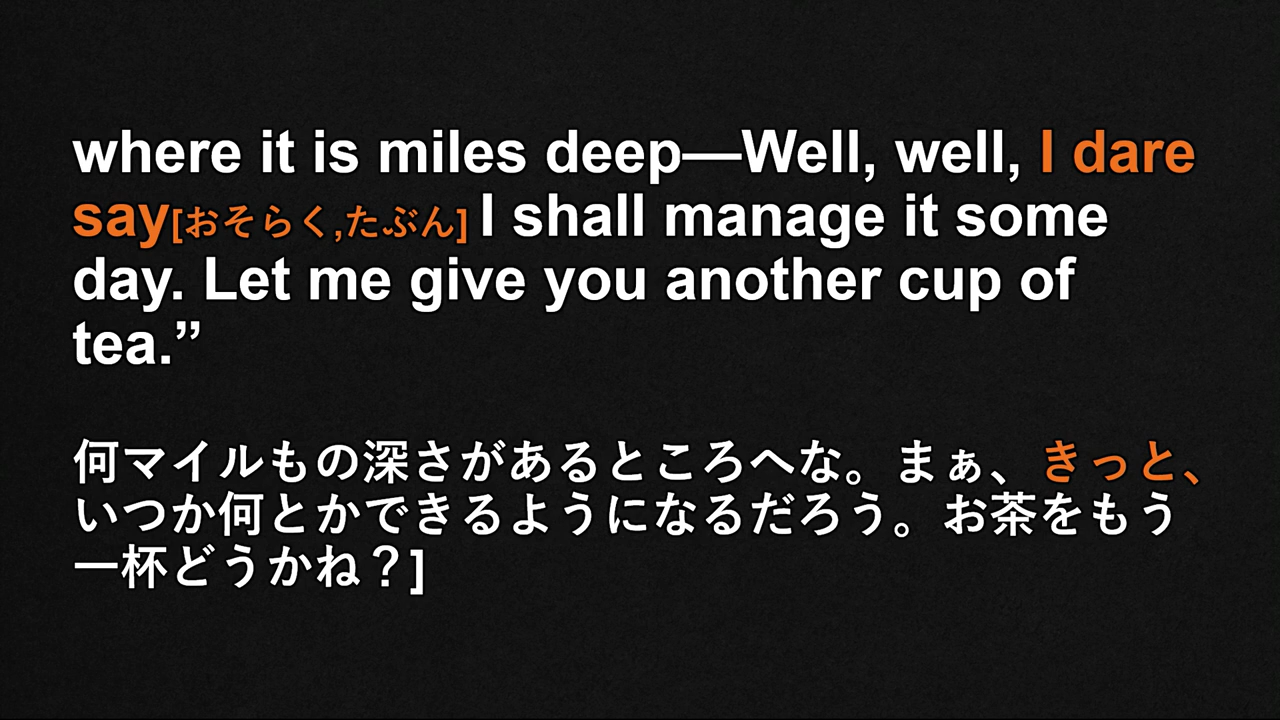 where it is miles deep—Well, well, I dare
say[おそらく,たぶん] I shall manage it some
day. Let me give you another cup of
tea.”
何マイルもの深さがあるところへな。まぁ、きっと、
いつか何とかできるようになるだろう。お茶をもう
一杯どうかね？]